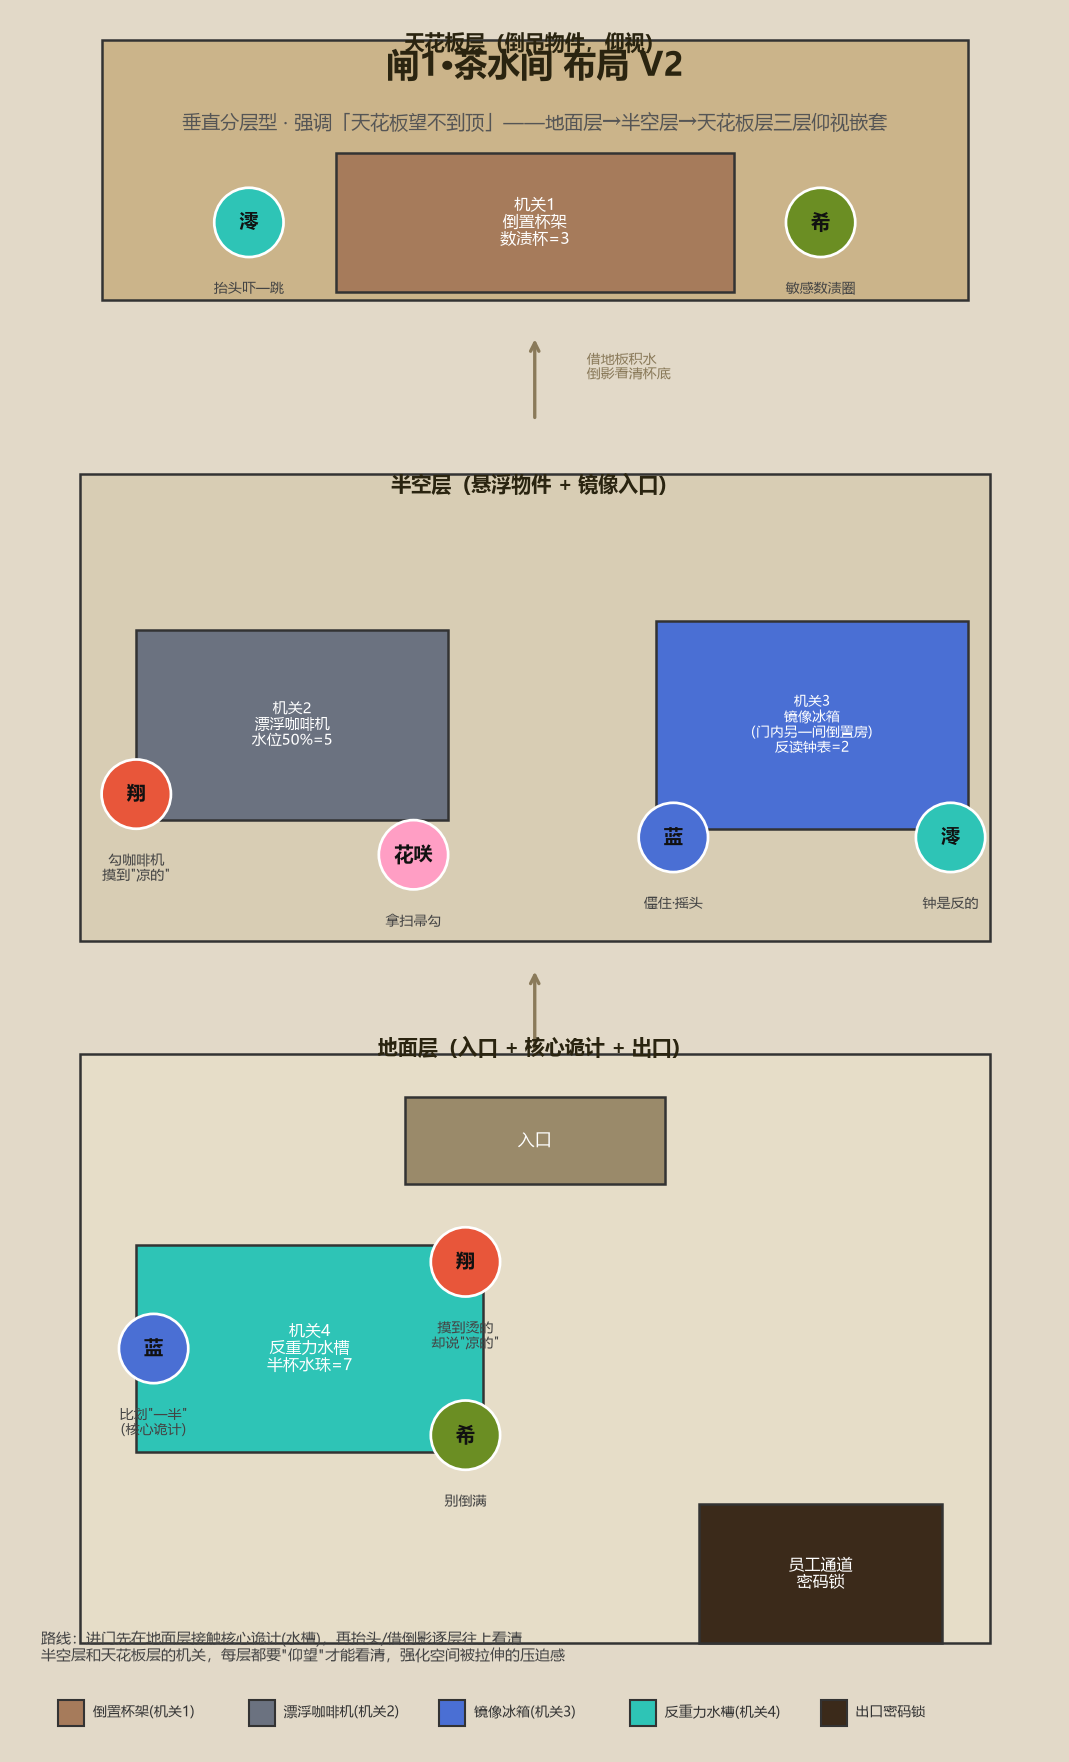 天花板层（倒吊物件，仰视）
闸1•茶水间 布局 V2
垂直分层型 · 强调「天花板望不到顶」——地面层→半空层→天花板层三层仰视嵌套
机关1
倒置杯架
数渍杯=3
澪
希
抬头吓一跳
敏感数渍圈
借地板积水
倒影看清杯底
半空层（悬浮物件 + 镜像入口）
机关2
漂浮咖啡机
水位50%=5
机关3
镜像冰箱
(门内另一间倒置房)
反读钟表=2
翔
花咲
蓝
澪
勾咖啡机
摸到"凉的"
拿扫帚勾
僵住·摇头
钟是反的
地面层（入口 + 核心诡计 + 出口）
入口
翔
机关4
反重力水槽
半杯水珠=7
蓝
摸到烫的
却说"凉的"
比划"一半"
(核心诡计)
希
别倒满
员工通道
密码锁
路线：进门先在地面层接触核心诡计(水槽)，再抬头/借倒影逐层往上看清
半空层和天花板层的机关，每层都要"仰望"才能看清，强化空间被拉伸的压迫感
倒置杯架(机关1)
漂浮咖啡机(机关2)
镜像冰箱(机关3)
反重力水槽(机关4)
出口密码锁